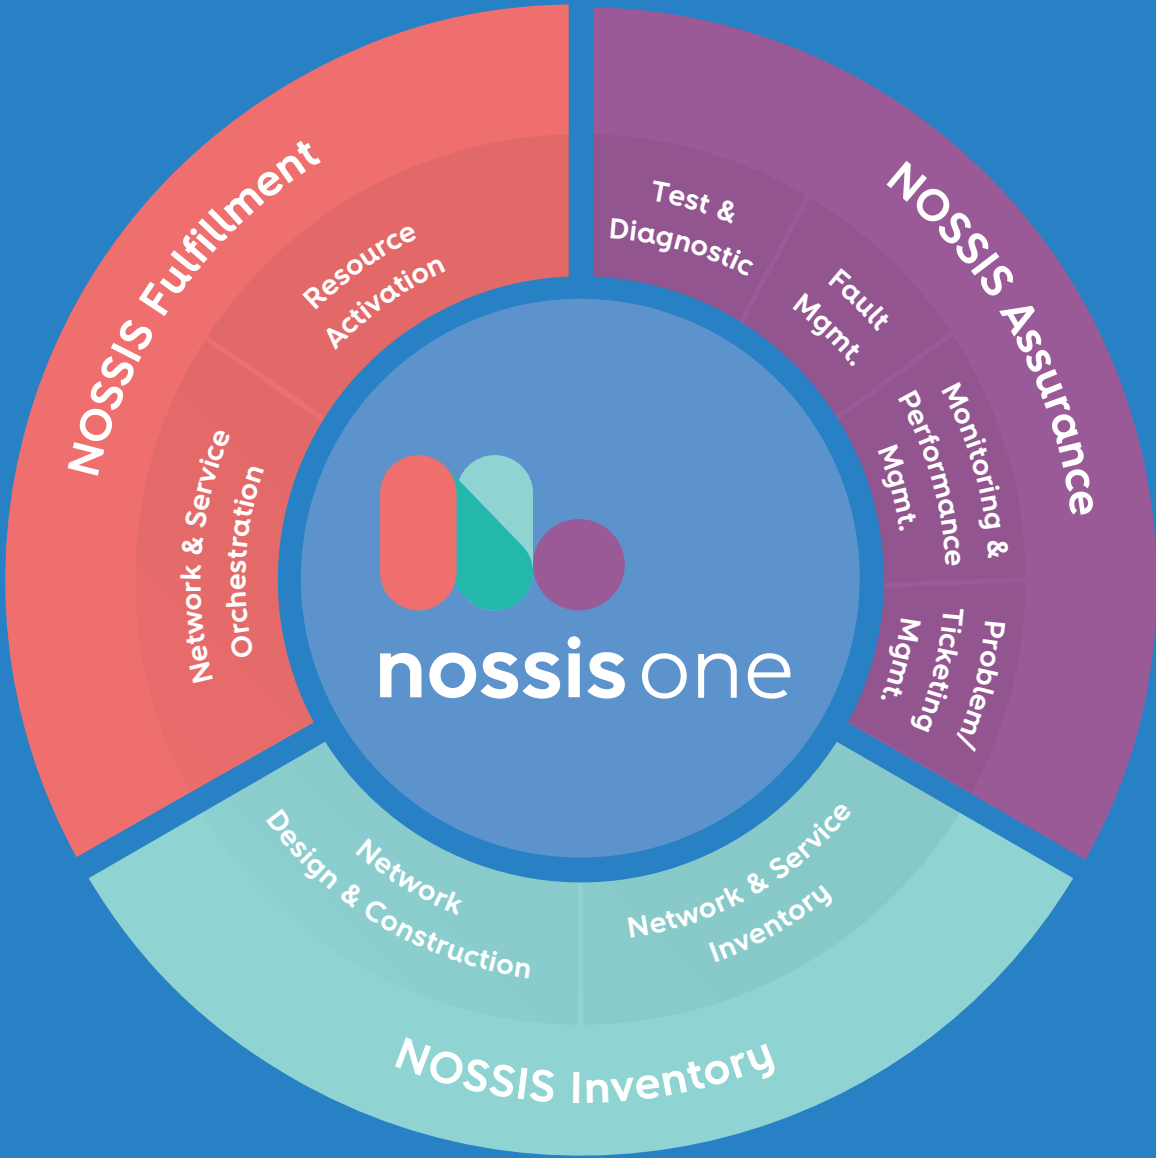 NOSSIS Fulfillment
Resource
Activation
Network & Service
Orchestration
NOSSIS Assurance
Test &
Diagnostic
Fault
Mgmt.
Monitoring &
Performance
Mgmt.
Problem/
Ticketing
Mgmt.
nossis one
Network
Design & Construction
Network & Service
Inventory
NOSSIS Inventory